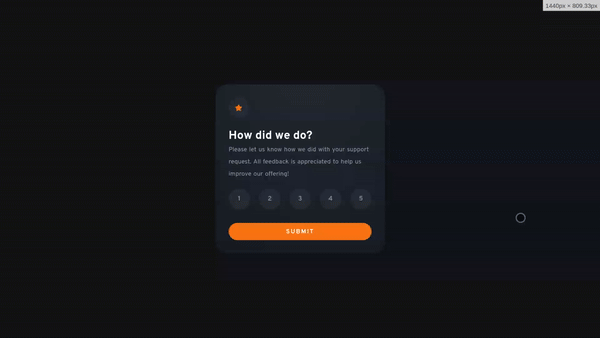 1440px × 809.33px
How did we do?
Please let us know how we did with your support
request. All feedback is appreciated to help us
improve our offering!
1 2 3 4 5
SUBMIT